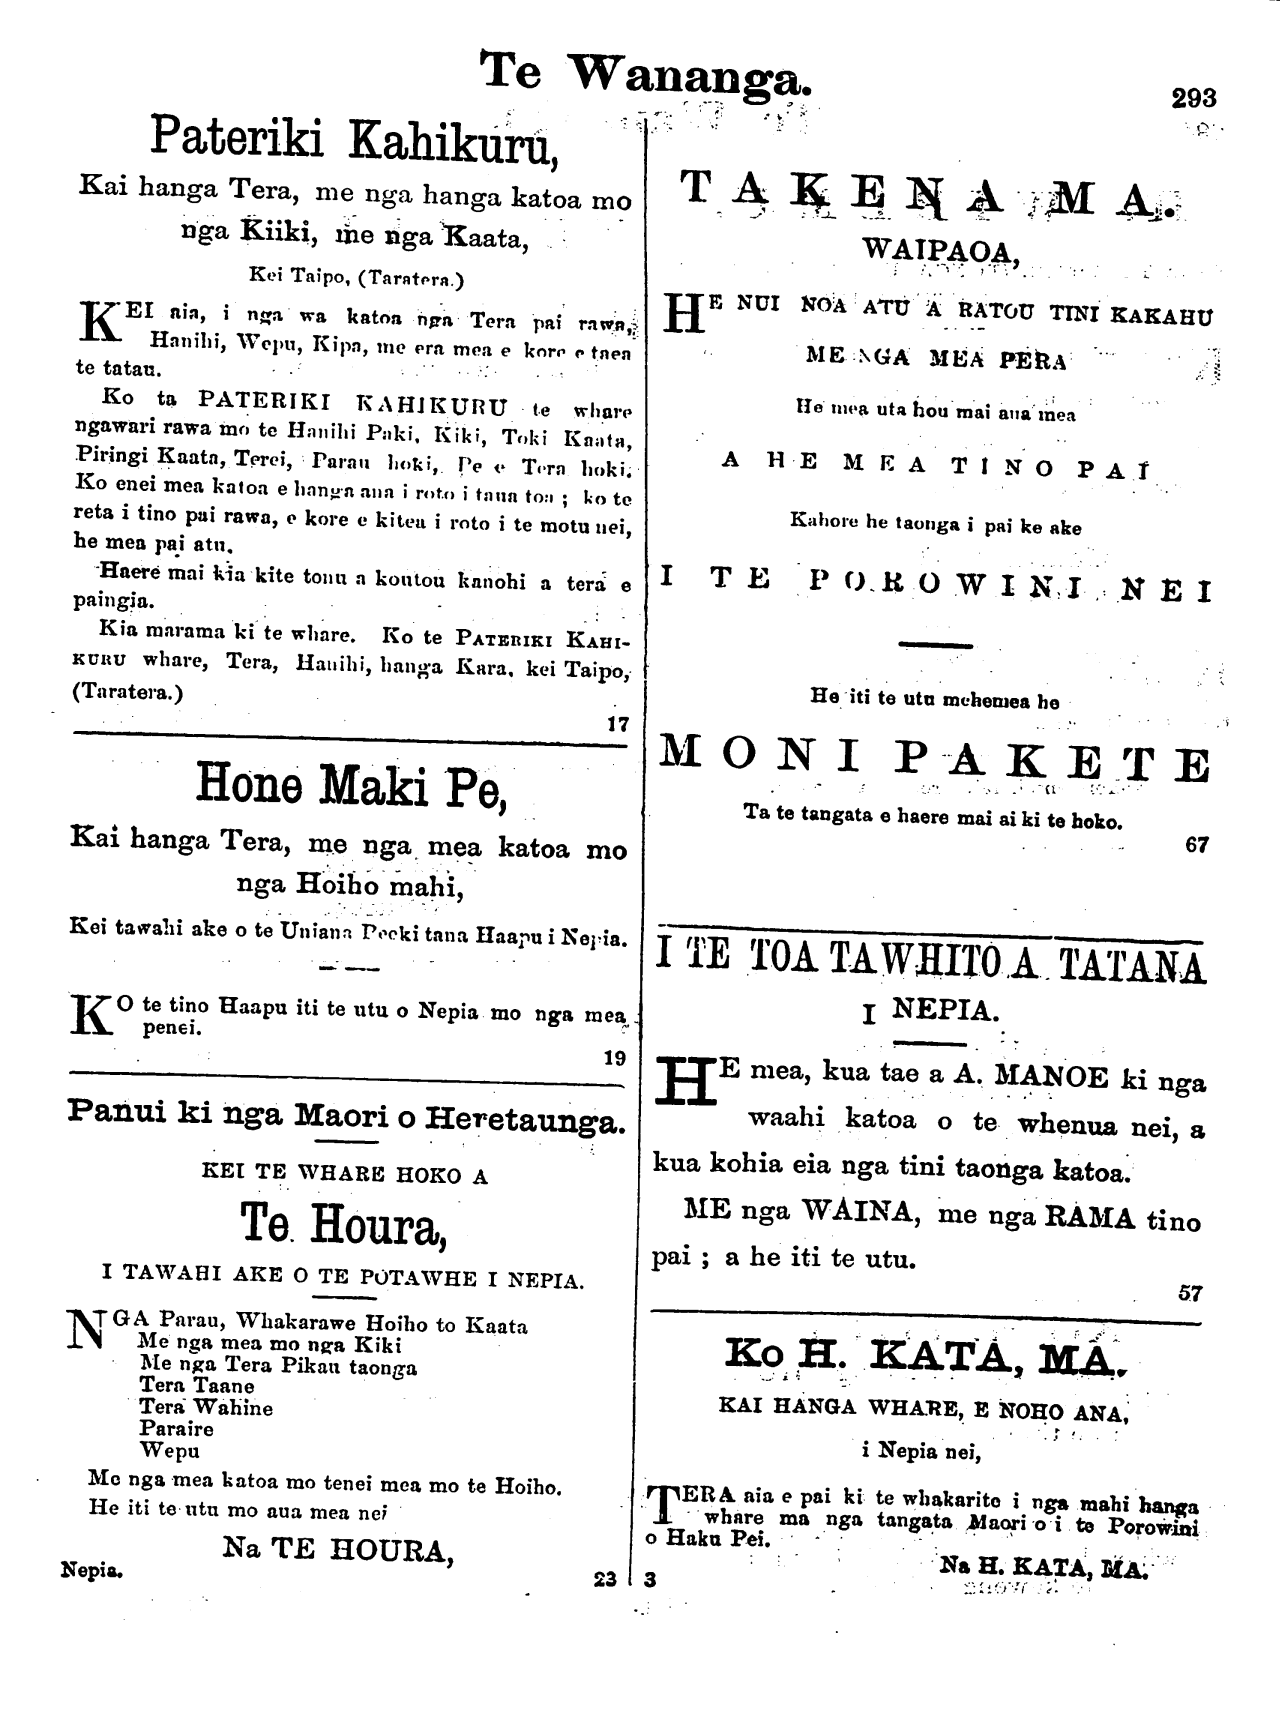 Te Wananga.
293
Pateriki Kahikuru,
Kai hanga Tera, me nga hanga katoa mo
nga Kiiki, me nga Kaata,
Kei Taipo, (Taratera.)
KEI aia, i nga wa katoa nga Tera pai rawa,
Hanihi, Wepu, Kipa, me era mea e kore e taea
te tatau.
Ko ta PATERIKI KAHIKURU te whare
ngawari rawa mo te Hanihi Paki, Kiki, Toki Kaata,
Piringi Kaata, Terei, Parau hoki, Pe e Tera hoki.
Ko enei mea katoa e hanga ana i roto i tana toa ; ko te
reta i tino pai rawa, e kore e kitea i roto i te motu nei,
he mea pai atu.
Haere mai kia kite tonu a koutou kanohi a tera e
paingia.
Kia marama ki te whare. Ko te PATERIKI KAHI-
KURU whare, Tera, Hanihi, hanga Kara, kei Taipo,
(Taratera.)
17
Hone Maki Pe,
Kai hanga Tera, me nga mea katoa mo
nga Hoiho mahi,
Kei tawahi ake o te Uniana Peeki tana Haapu i Nepia.
KO te tino Haapu iti te utu o Nepia mo nga mea
penei.
19
Panui ki nga Maori o Heretaunga.
KEI TE WHARE HOKO A
Te Houra,
I TAWAHI AKE O TE POTAWHE I NEPIA.
NGA Parau, Whakarawe Hoiho to Kaata
Me nga mea mo nga Kiki
Me nga Tera Pikau taonga
Tera Taane
Tera Wahine
Paraire
Wepu
Me nga mea katoa mo tenei mea mo te Hoiho.
He iti te utu mo aua mea nei
Na TE HOURA,
Nepia.
23
TAKENA MA.
WAIPAOA,
HE NUI NOA ATU A RATOU TINI KAKAHU
ME NGA MEA PERA
He mea uta hou mai ana mea
A HE MEA TINO PAI
Kahore he taonga i pai ke ake
I TE POROWINI NEI
He iti te utu mehemea he
MONI PAKETE
Ta te tangata e haere mai ai ki te hoko.
67
I TE TOA TAWHITO A TATANA
I NEPIA.
HE mea, kua tae a A. MANOE ki nga
waahi katoa o te whenua nei, a
kua kohia eia nga tini taonga katoa.
ME nga WAINA, me nga RAMA tino
pai ; a he iti te utu.
57
Ko H. KATA, MA.
KAI HANGA WHARE, E NOHO ANA,
i Nepia nei,
TERA aia e pai ki te whakarite i nga mahi hanga
whare ma nga tangata Maori o i te Porowini
o Haku Pei.
Na H. KATA, MA.
3